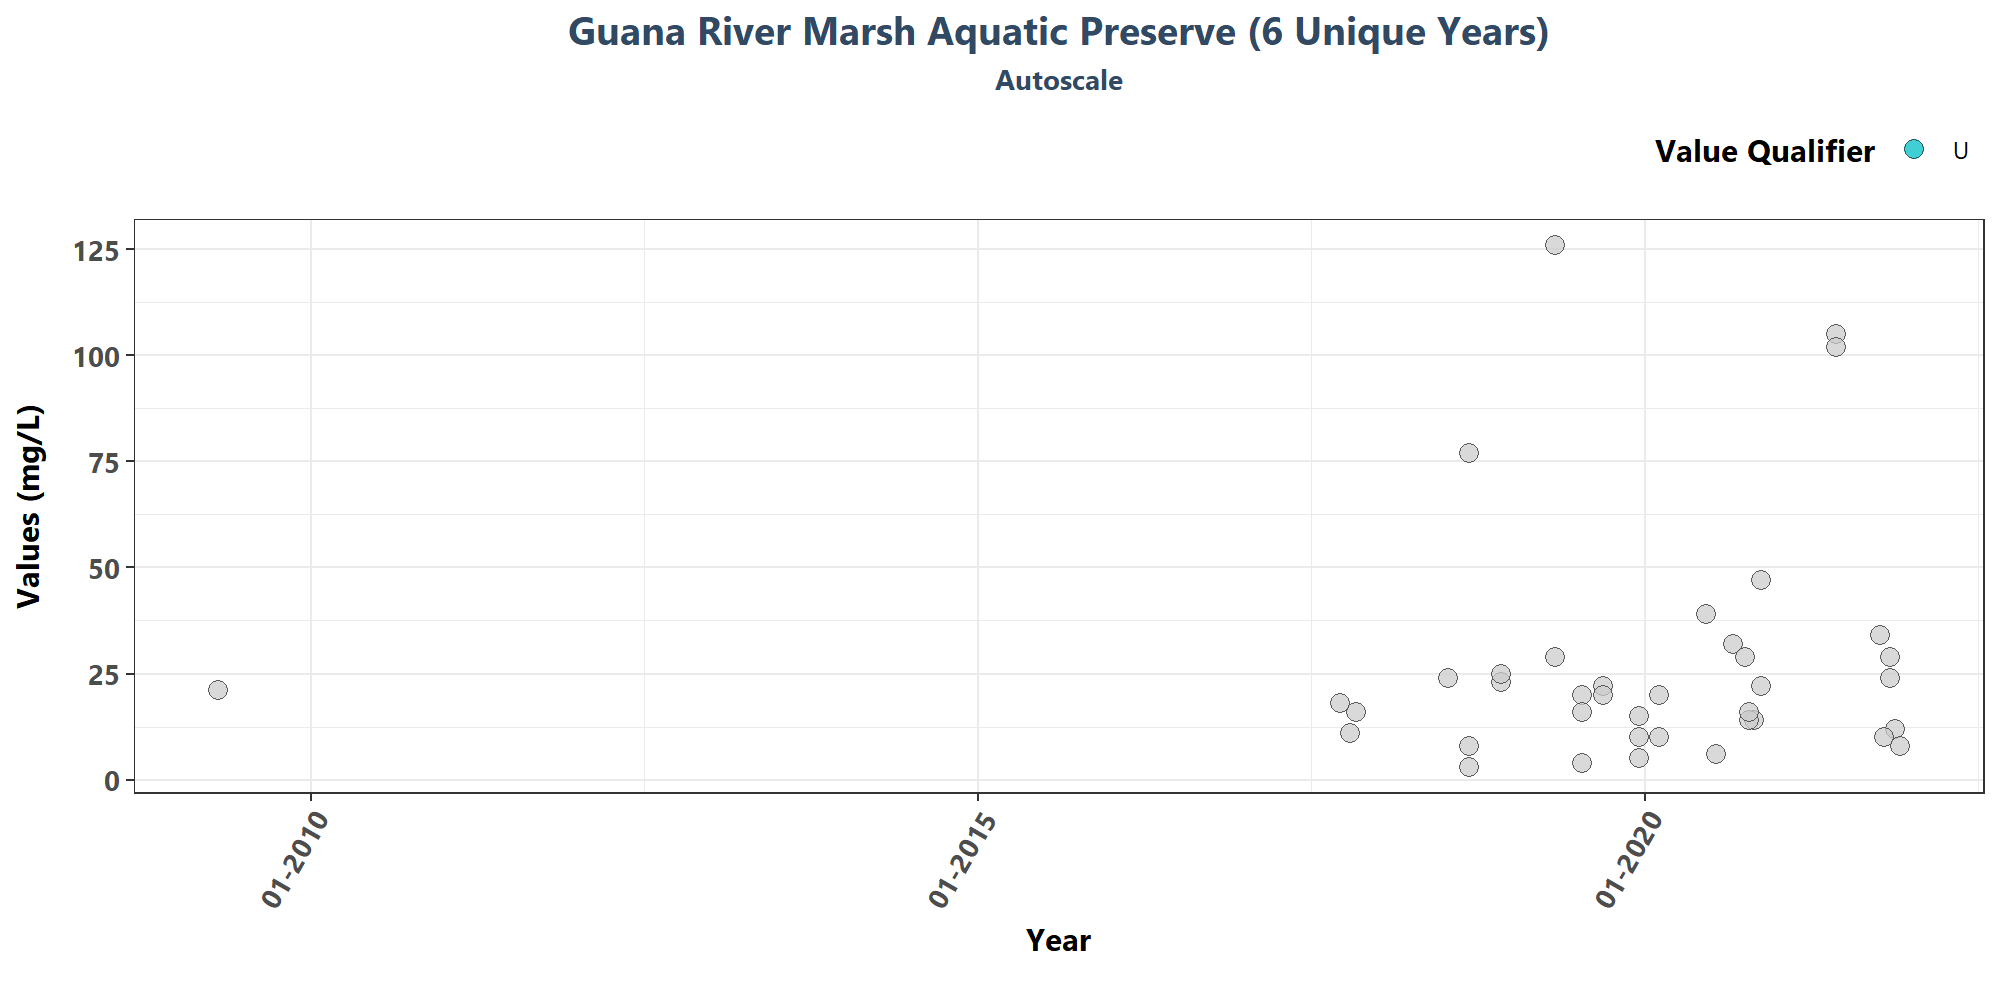 Guana River Marsh Aquatic Preserve (6 Unique Years)
Autoscale
Value Qualifier U
125
100
75
50
25
0
Values (mg/L)
01-2010
01-2015
01-2020
Year